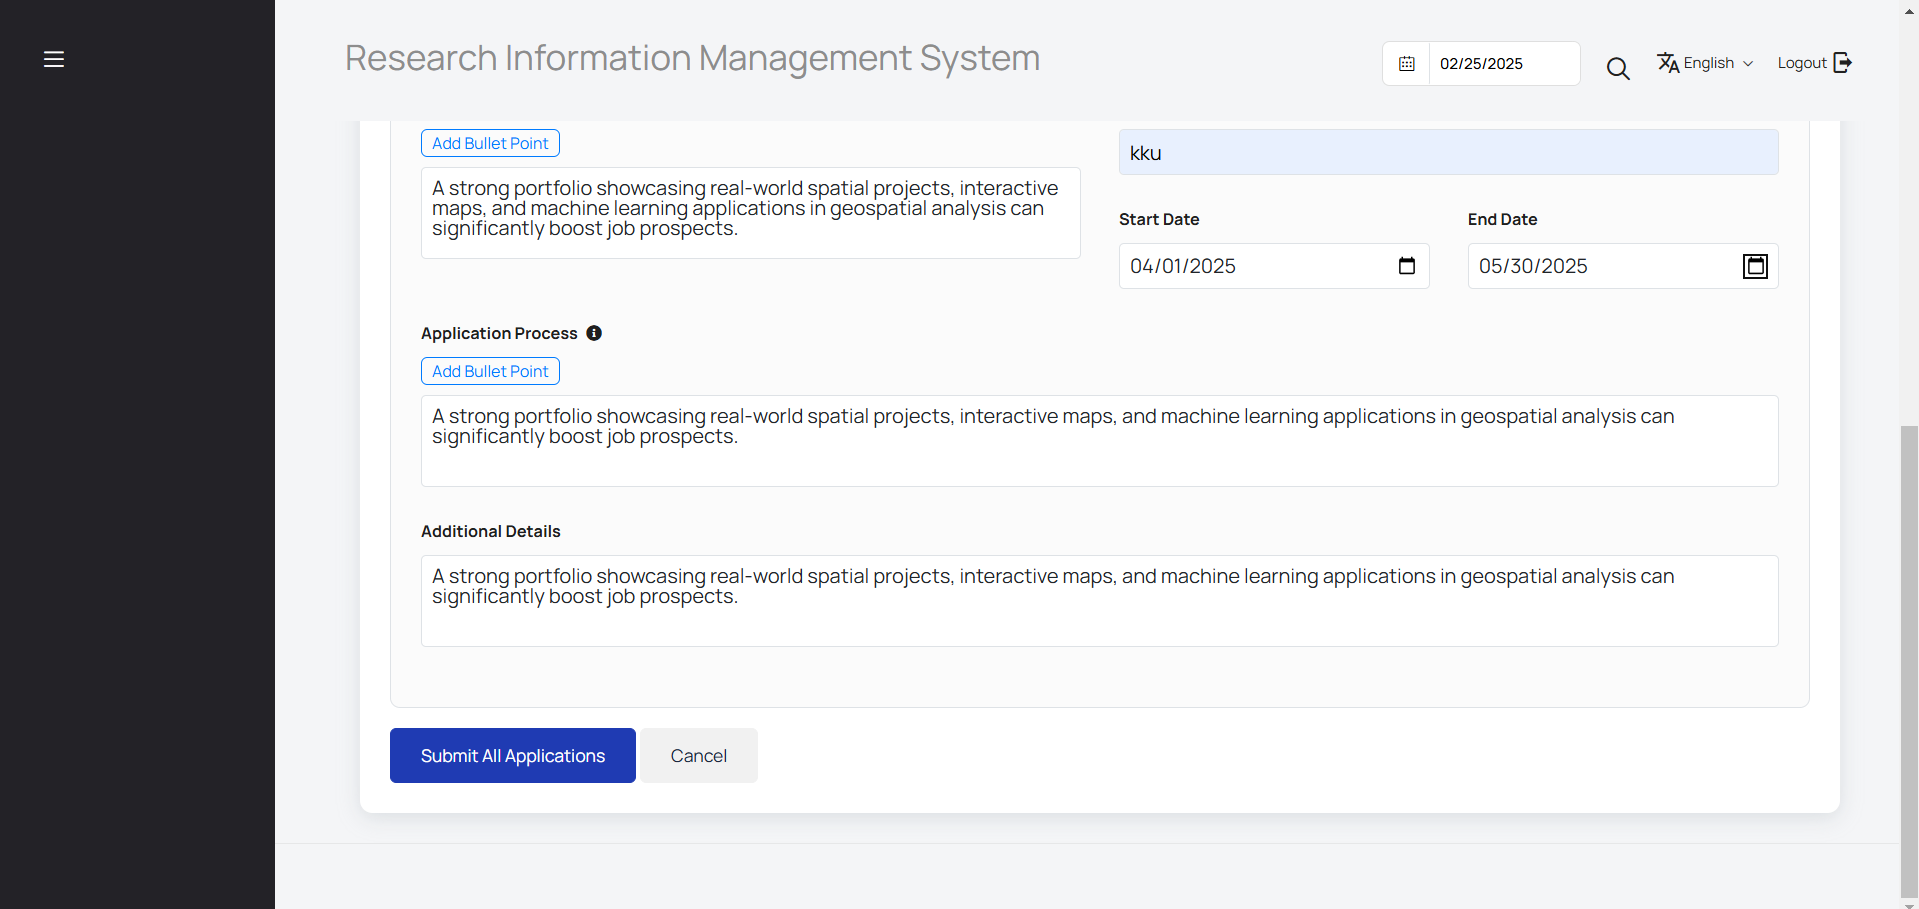 Research Information Management System
02/25/2025
English
Logout
Add Bullet Point
kku
A strong portfolio showcasing real-world spatial projects, interactive
maps, and machine learning applications in geospatial analysis can
significantly boost job prospects.
Start Date
End Date
04/01/2025
05/30/2025
Application Process
Add Bullet Point
A strong portfolio showcasing real-world spatial projects, interactive maps, and machine learning applications in geospatial analysis can
significantly boost job prospects.
Additional Details
A strong portfolio showcasing real-world spatial projects, interactive maps, and machine learning applications in geospatial analysis can
significantly boost job prospects.
Submit All Applications
Cancel